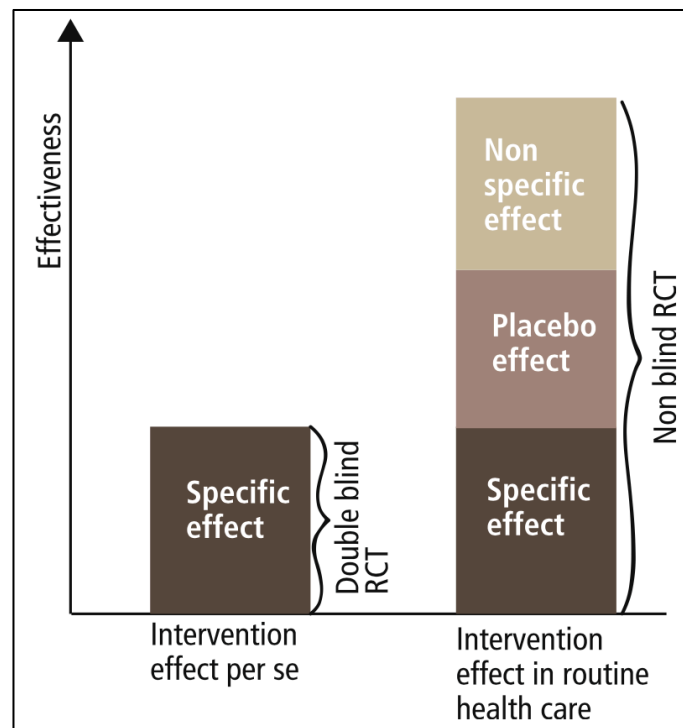 Effectiveness
Specific
effect
Double blind
RCT
Non
specific
effect
Placebo
effect
Specific
effect
Non blind RCT
Intervention
effect per se
Intervention
effect in routine
health care